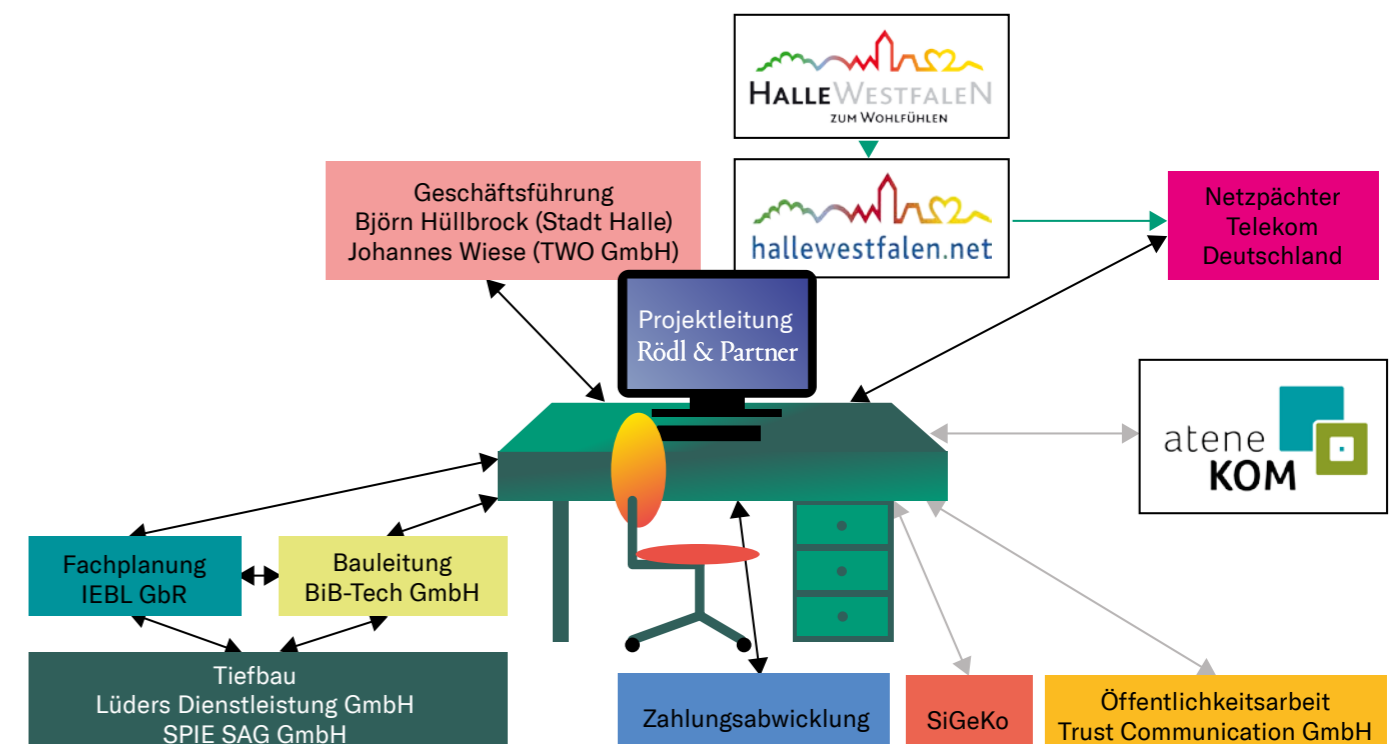 HALLEWESTFALEN
ZUM WOHLFÜHLEN
hallewestfalen.net
Geschäftsführung
Björn Hüllbrock (Stadt Halle)
Johannes Wiese (TWO GmbH)
Netzpächter
Telekom
Deutschland
Projektleitung
Rödl & Partner
atene
KOM
Fachplanung
IEBL GbR
Bauleitung
BiB-Tech GmbH
Tiefbau
Lüders Dienstleistung GmbH
SPIE SAG GmbH
Zahlungsabwicklung
SiGeKo
Öffentlichkeitsarbeit
Trust Communication GmbH